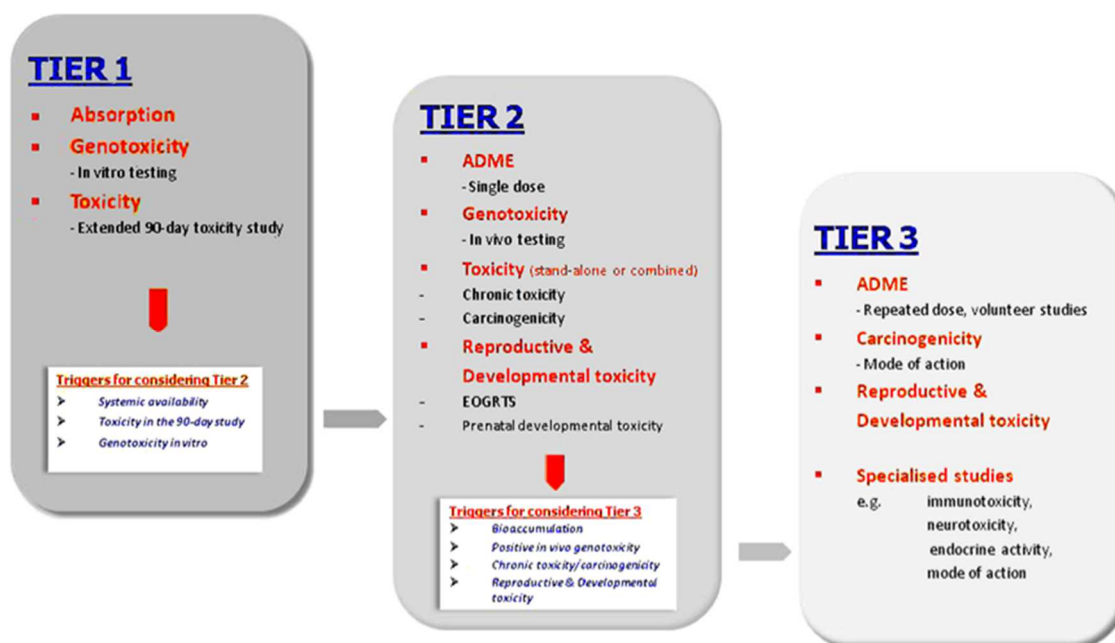 TIER 1
▪ Absorption
▪ Genotoxicity
- In vitro testing
▪ Toxicity
- Extended 90-day toxicity study
Triggers for considering Tier 2
➤ Systemic availability
➤ Toxicity in the 90-day study
➤ Genotoxicity in vitro
TIER 2
▪ ADME
- Single dose
▪ Genotoxicity
- In vivo testing
▪ Toxicity (stand-alone or combined)
- Chronic toxicity
- Carcinogenicity
▪ Reproductive &
Developmental toxicity
- EOGRTS
- Prenatal developmental toxicity
Triggers for considering Tier 3
➤ Bioaccumulation
➤ Positive in vivo genotoxicity
➤ Chronic toxicity/carcinogenicity
➤ Reproductive & Developmental
toxicity
TIER 3
▪ ADME
- Repeated dose, volunteer studies
▪ Carcinogenicity
- Mode of action
▪ Reproductive &
Developmental toxicity
▪ Specialised studies
e.g. immunotoxicity,
neurotoxicity,
endocrine activity,
mode of action